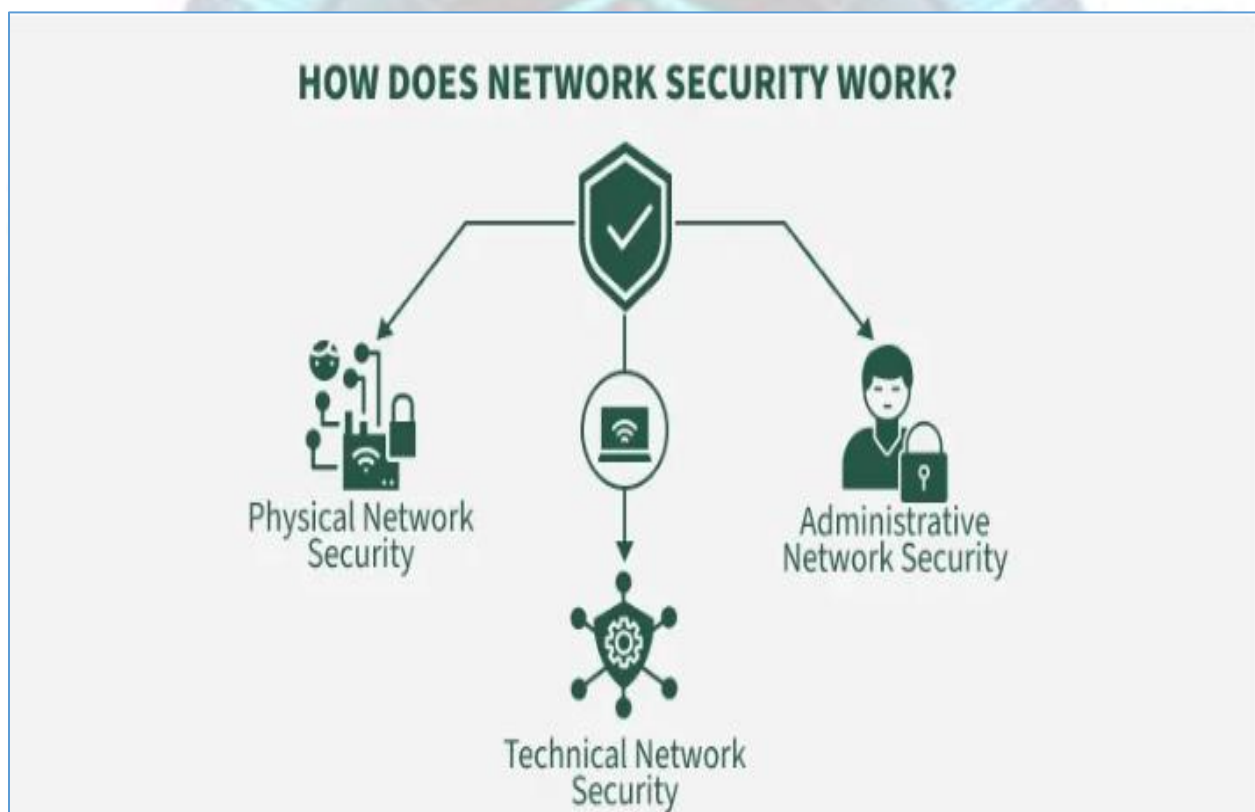 HOW DOES NETWORK SECURITY WORK?
Physical Network
Security
Administrative
Network Security
Technical Network
Security